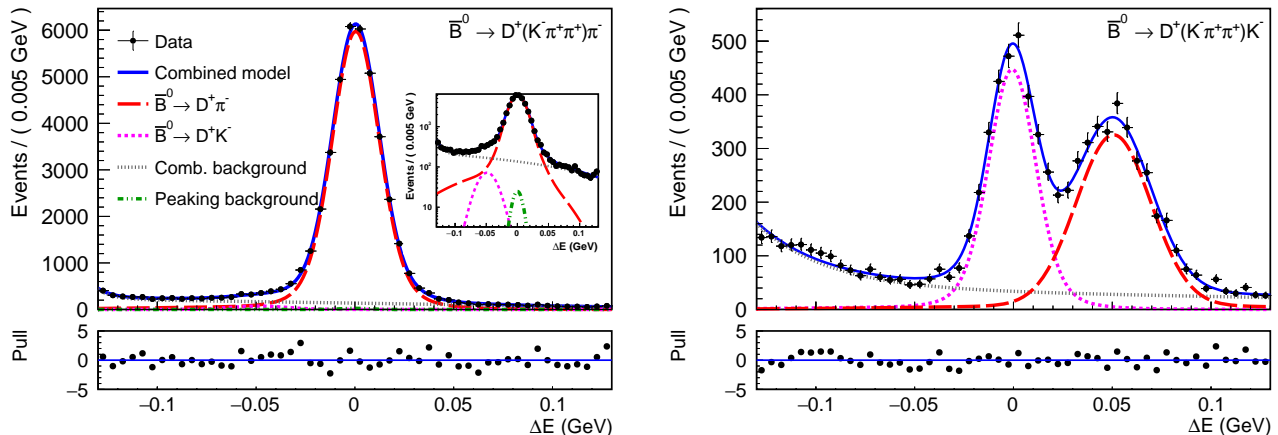 Events / ( 0.005 GeV )
6000
5000
4000
3000
2000
1000
0
B̅⁰ → D⁺(K⁻π⁺π⁺)π⁻
Data
Combined model
B̅⁰ → D⁺π⁻
B̅⁰ → D⁺K⁻
Comb. background
Peaking background
Events / ( 0.005 GeV )
10³
10²
10
−0.1 −0.05 0 0.05 0.1
ΔE (GeV)
Pull
5
0
−5
−0.1 −0.05 0 0.05 0.1
ΔE (GeV)
Events / ( 0.005 GeV )
500
400
300
200
100
0
B̅⁰ → D⁺(K⁻π⁺π⁺)K⁻
Pull
5
0
−5
−0.1 −0.05 0 0.05 0.1
ΔE (GeV)